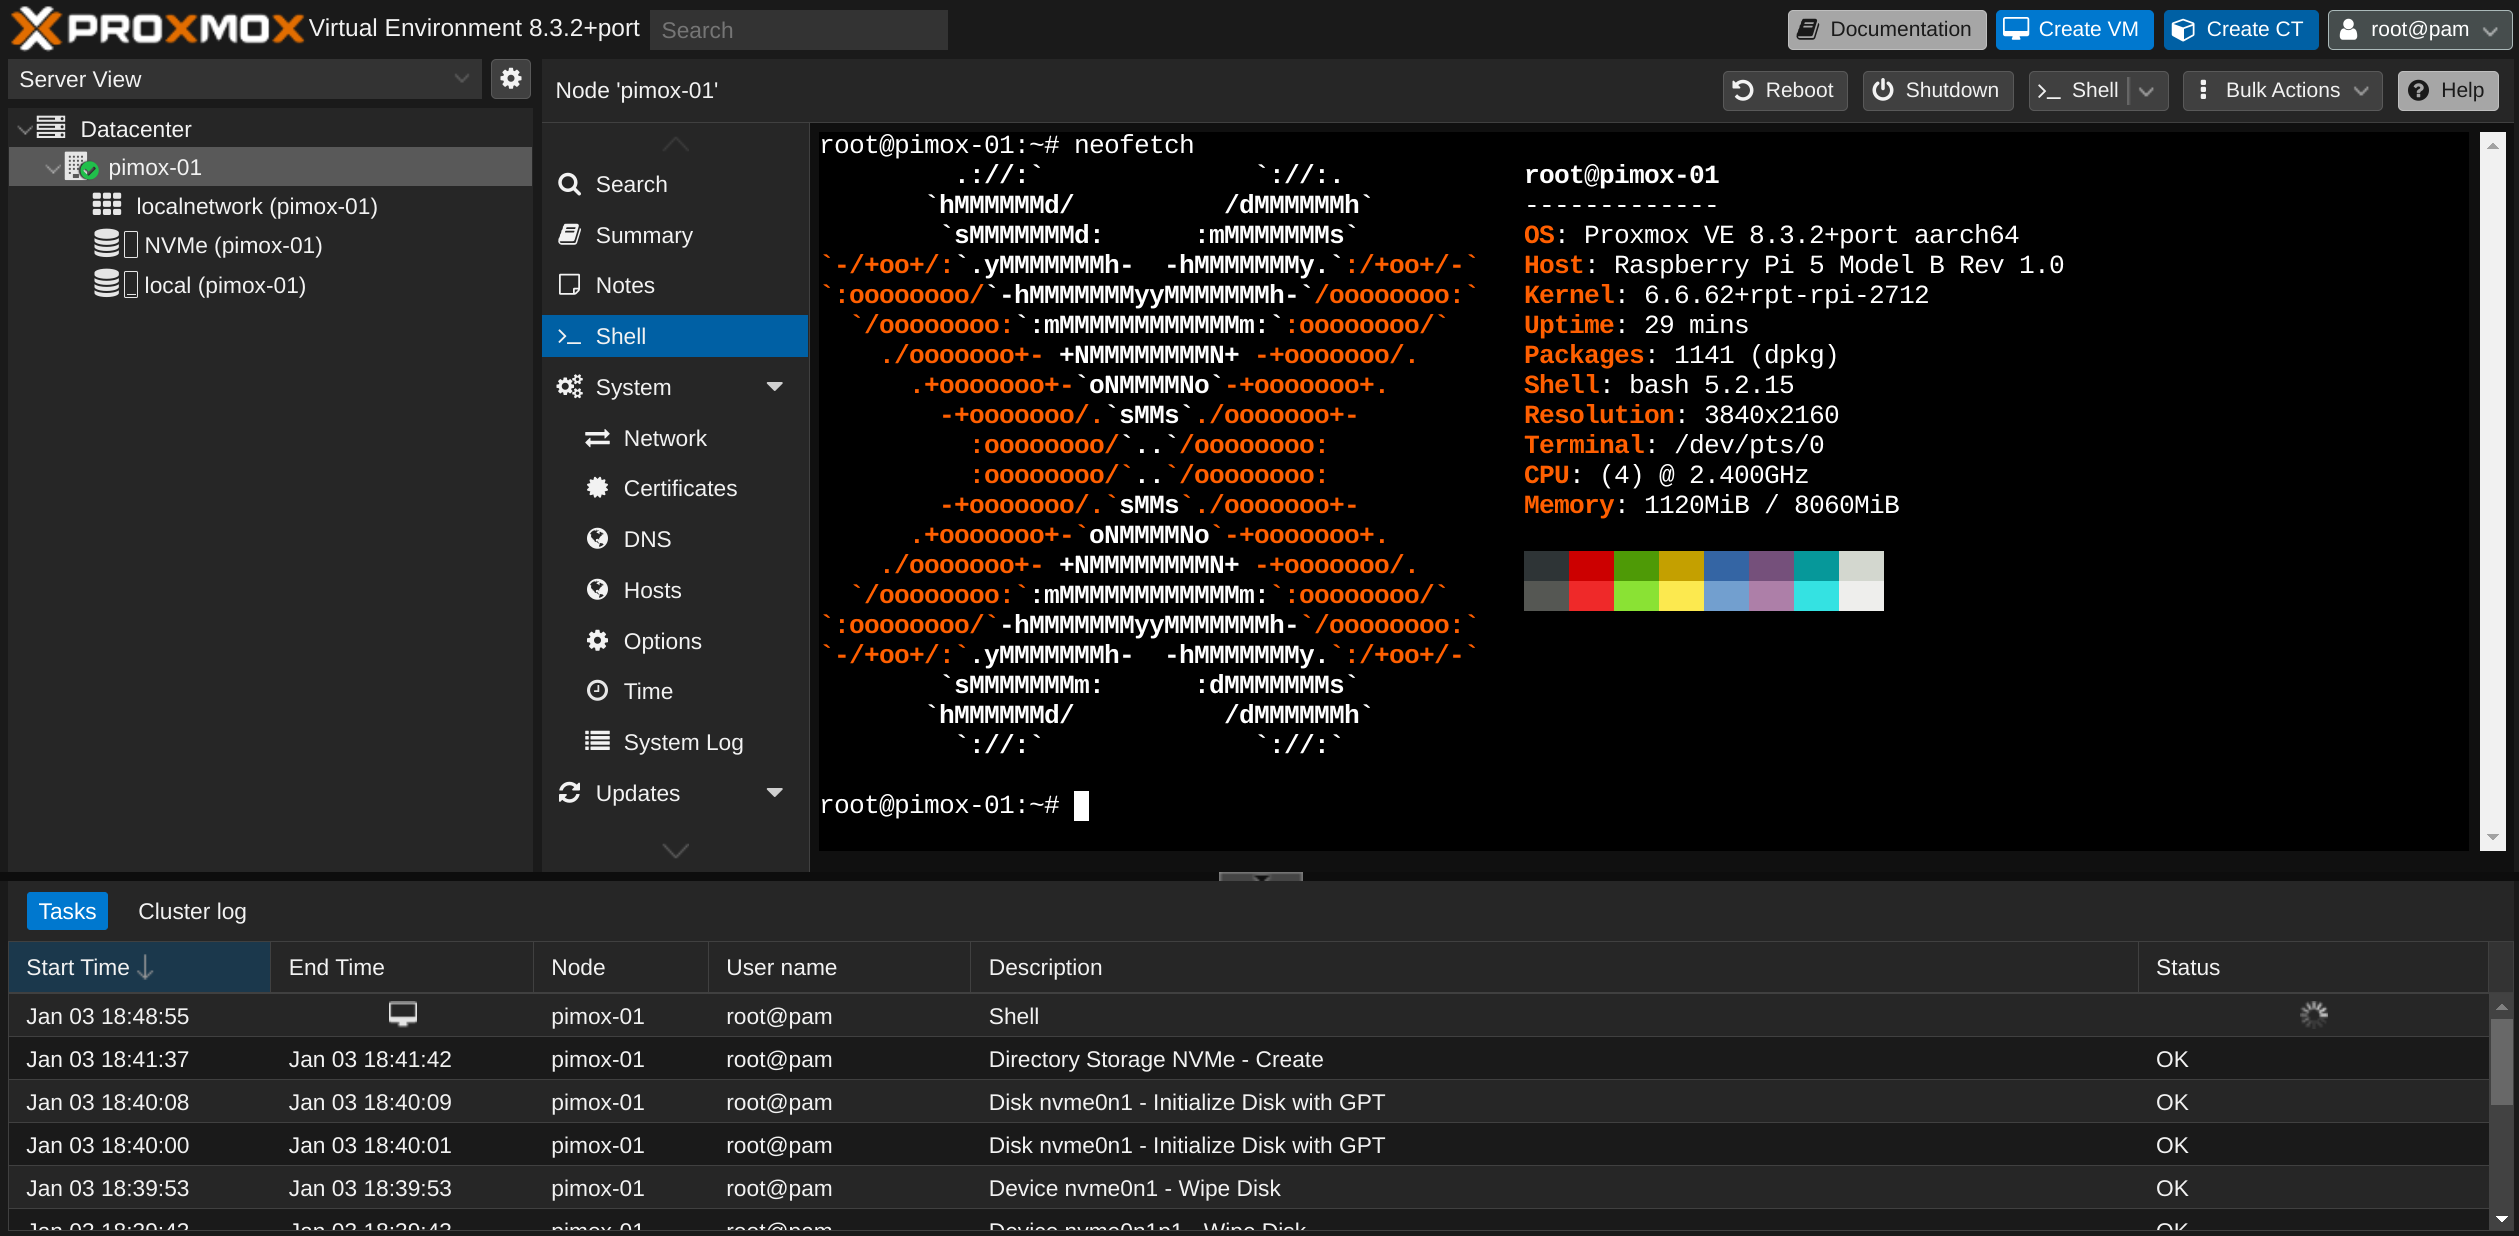 PROXMOX Virtual Environment 8.3.2+port
Search
Documentation
Create VM
Create CT
root@pam
Server View
Datacenter
pimox-01
localnetwork (pimox-01)
NVMe (pimox-01)
local (pimox-01)
Node 'pimox-01'
Reboot
Shutdown
Shell
Bulk Actions
Help
Search
Summary
Notes
Shell
System
Network
Certificates
DNS
Hosts
Options
Time
System Log
Updates
root@pimox-01:~# neofetch
         .://:`              `://:.            root@pimox-01
       `hMMMMMMd/          /dMMMMMMh`          -------------
        `sMMMMMMMd:      :mMMMMMMMs`           OS: Proxmox VE 8.3.2+port aarch64
`-/+oo+/:`.yMMMMMMMh-  -hMMMMMMMy.`:/+oo+/-`   Host: Raspberry Pi 5 Model B Rev 1.0
`:oooooooo/`-hMMMMMMMyyMMMMMMMh-`/oooooooo:`   Kernel: 6.6.62+rpt-rpi-2712
  `/oooooooo:`:mMMMMMMMMMMMMm:`:oooooooo/`     Uptime: 29 mins
    ./ooooooo+- +NMMMMMMMMN+ -+ooooooo/.       Packages: 1141 (dpkg)
      .+ooooooo+-`oNMMMMNo`-+ooooooo+.         Shell: bash 5.2.15
        -+ooooooo/.`sMMs`./ooooooo+-           Resolution: 3840x2160
          :oooooooo/`..`/oooooooo:             Terminal: /dev/pts/0
          :oooooooo/`..`/oooooooo:             CPU: (4) @ 2.400GHz
        -+ooooooo/.`sMMs`./ooooooo+-           Memory: 1120MiB / 8060MiB
      .+ooooooo+-`oNMMMMNo`-+ooooooo+.
    ./ooooooo+- +NMMMMMMMMN+ -+ooooooo/.
  `/oooooooo:`:mMMMMMMMMMMMMm:`:oooooooo/`
`:oooooooo/`-hMMMMMMMyyMMMMMMMh-`/oooooooo:`
`-/+oo+/:`.yMMMMMMMh-  -hMMMMMMMy.`:/+oo+/-`
        `sMMMMMMMm:      :dMMMMMMMs`
       `hMMMMMMd/          /dMMMMMMh`
         `://:`              `://:`
root@pimox-01:~#
Tasks
Cluster log
Start Time End Time Node User name Description Status
Jan 03 18:48:55 pimox-01 root@pam Shell
Jan 03 18:41:37 Jan 03 18:41:42 pimox-01 root@pam Directory Storage NVMe - Create OK
Jan 03 18:40:08 Jan 03 18:40:09 pimox-01 root@pam Disk nvme0n1 - Initialize Disk with GPT OK
Jan 03 18:40:00 Jan 03 18:40:01 pimox-01 root@pam Disk nvme0n1 - Initialize Disk with GPT OK
Jan 03 18:39:53 Jan 03 18:39:53 pimox-01 root@pam Device nvme0n1 - Wipe Disk OK
Jan 03 pimox-01 root@pam Device nvme0n1p1 - Wipe Disk OK